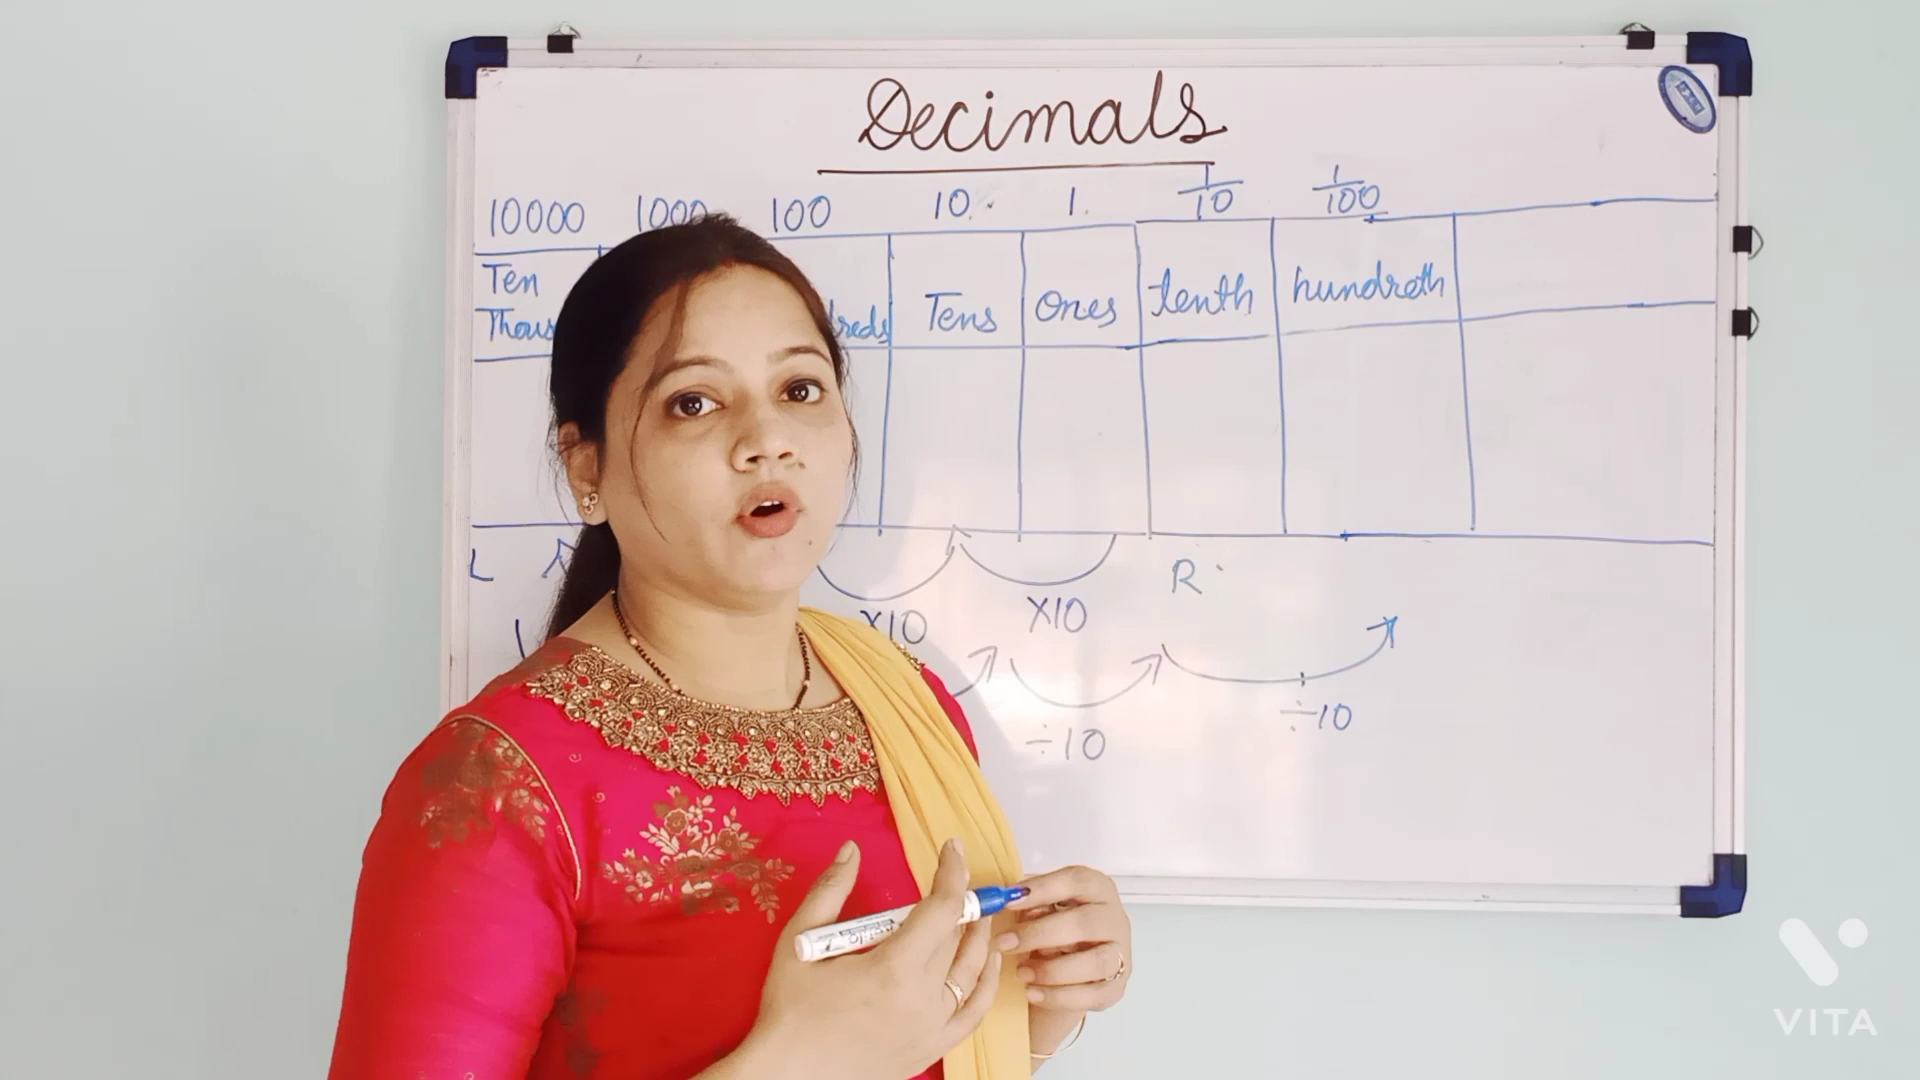 Decimals
10000 1000 100 10 1 1/10 1/100
Ten
Tens Ones tenth hundreth
L R
X10 X10
÷10 ÷10
VITA